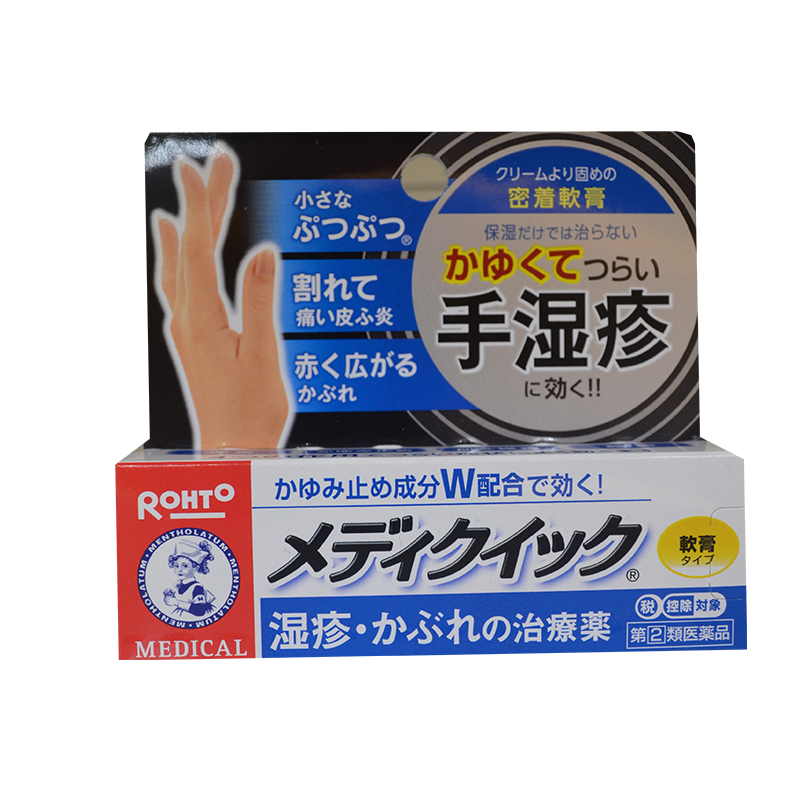 小さな
ぷつぷつ®
割れて
痛い皮ふ炎
赤く広がる
かぶれ
クリームより固めの
密着軟膏
保湿だけでは治らない
かゆくてつらい
手湿疹
に効く!!
ROHTO
MENTHOLATUM・MENTHOLATUM・MENTHOLATUM
MEDICAL
かゆみ止め成分W配合で効く!
メディクイック®
軟膏
タイプ
湿疹・かぶれの治療薬
税 控除 対象
第②類医薬品